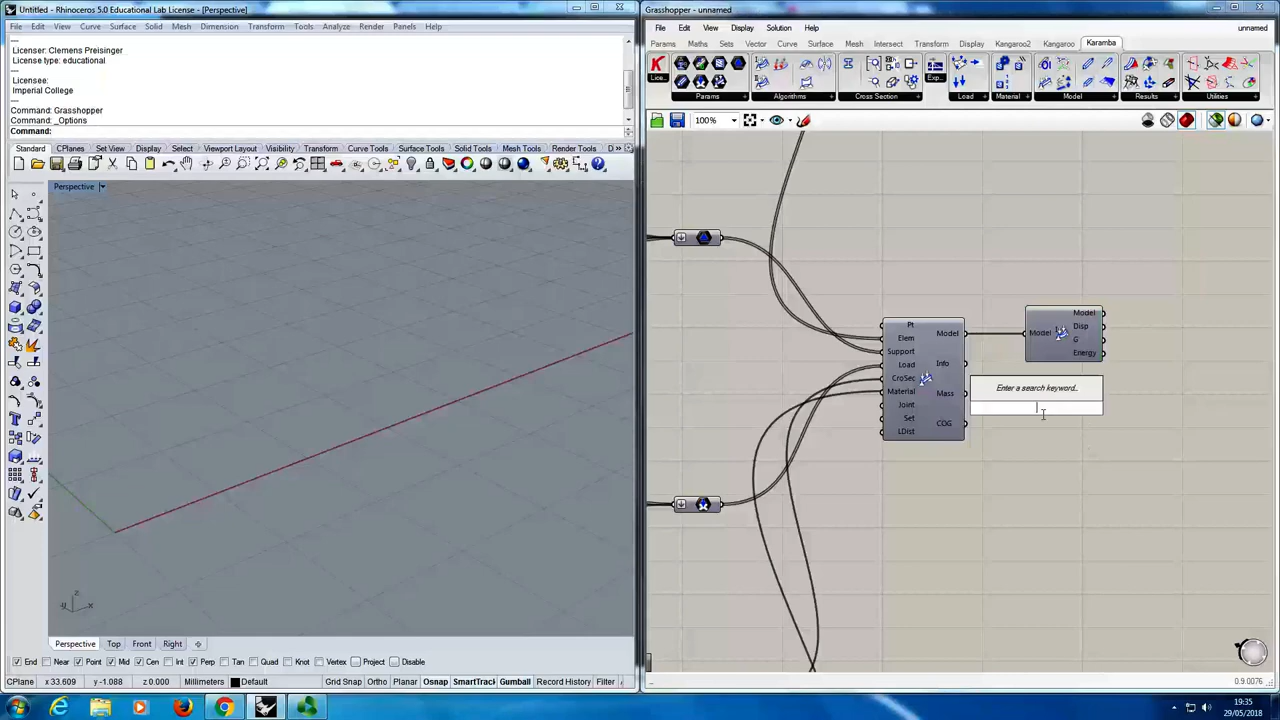 Untitled - Rhinoceros 5.0 Educational Lab License - [Perspective]
File Edit View Curve Surface Solid Mesh Dimension Transform Tools Analyze Render Panels
---
Licenser: Clemens Preisinger
License type: educational
---
Licensee:
Imperial College
---
Command: Grasshopper
Command: _Options
Command:
Standard CPlanes Set View Display Select Viewport Layout Visibility Transform Curve Tools Surface Tools Solid Tools Mesh Tools Render Tools D
Perspective
z
y x
Perspective Top Front Right
End Near Point Mid Cen Int Perp Tan Quad Knot Vertex Project Disable
CPlane x 33.609 y -1.088 z 0.000 Millimeters Default Grid Snap Ortho Planar Osnap SmartTrack Gumball Record History Filter
Grasshopper - unnamed
File Edit View Display Solution Help unnamed
Params Maths Sets Vector Curve Surface Mesh Intersect Transform Display Kangaroo2 Kangaroo Karamba
Lice... Exp...
Params Algorithms Cross Section Load Material Model Results Utilities
100%
Pt
Elem
Support
Load
CroSec
Material
Joint
Set
LDist
Model
Info
Mass
COG
Model
Model
Disp
G
Energy
Enter a search keyword..
0.9.0076
19:35
29/05/2018